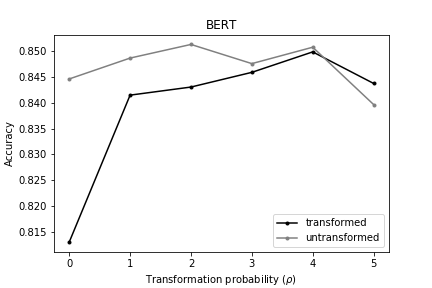 BERT
0.850
0.845
0.840
0.835
0.830
0.825
0.820
0.815
Accuracy
0 1 2 3 4 5
Transformation probability (ρ)
transformed
untransformed